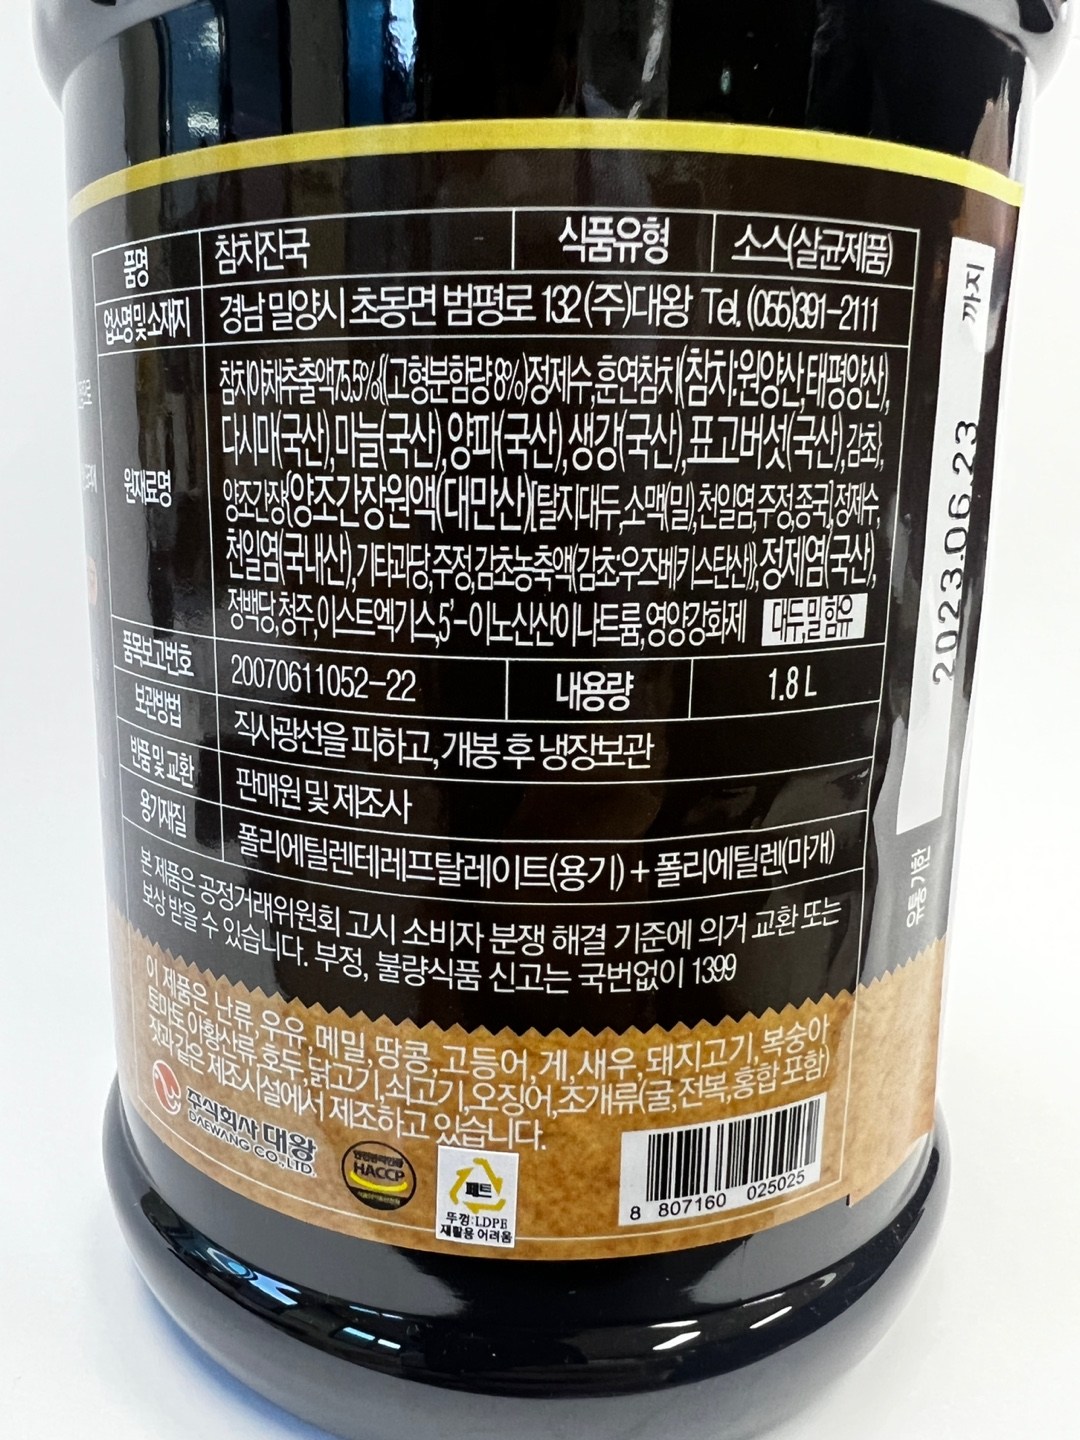 품명 참치진국 식품유형 소스(살균제품)
업소명 및 소재지 경남 밀양시 초동면 범평로 132 (주)대왕 Tel. (055)391-2111
원재료명
참치야채추출액75.5%{(고형분함량 8%)정제수,훈연참치(참치:원양산,태평양산),
다시마(국산),마늘(국산),양파(국산),생강(국산),표고버섯(국산),감초},
양조간장{양조간장원액(대만산)[탈지대두,소맥(밀),천일염,주정,종국],정제수,
천일염(국내산),기타과당,주정,감초농축액(감초:우즈베키스탄산)},정제염(국산),
정백당,청주,이스트엑기스,5'-이노신산이나트륨,영양강화제 대두,밀 함유
품목보고번호 20070611052-22 내용량 1.8 L
보관방법 직사광선을 피하고, 개봉 후 냉장보관
반품 및 교환 판매원 및 제조사
용기재질 폴리에틸렌테레프탈레이트(용기) + 폴리에틸렌(마개)
본 제품은 공정거래위원회 고시 소비자 분쟁 해결 기준에 의거 교환 또는
보상 받을 수 있습니다. 부정, 불량식품 신고는 국번없이 1399
이 제품은 난류, 우유, 메밀, 땅콩, 고등어, 게, 새우, 돼지고기, 복숭아
토마토, 아황산류, 호두, 닭고기, 쇠고기, 오징어, 조개류(굴, 전복, 홍합 포함)
잣과 같은 제조시설에서 제조하고 있습니다.
주식회사 대왕
DAEWANG CO.,LTD.
HACCP
페트
뚜껑:LDPE
재활용 어려움
8 807160 025025
유통기한
2023.06.23 까지